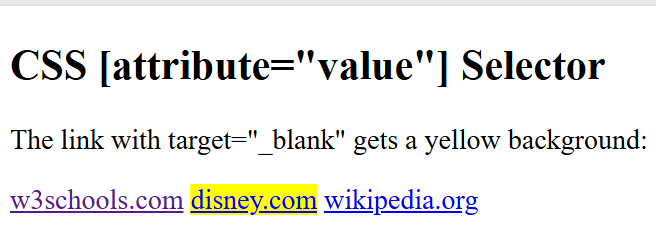 CSS [attribute="value"] Selector
The link with target="_blank" gets a yellow background:
w3schools.com disney.com wikipedia.org